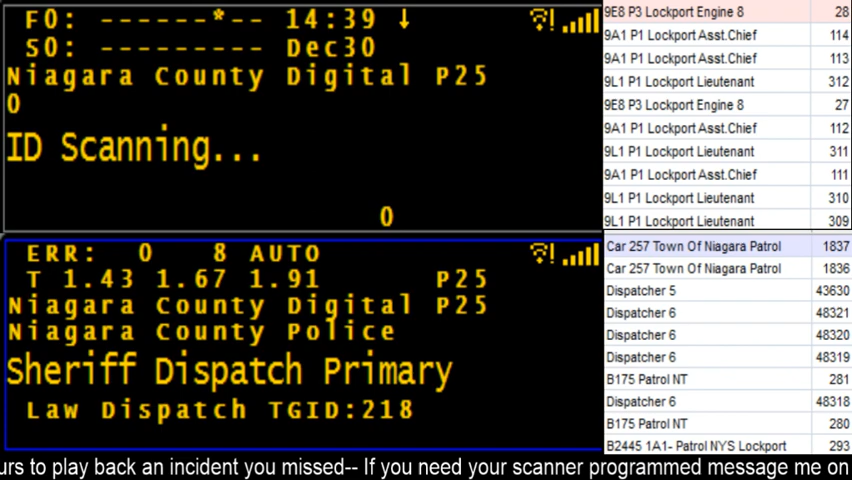 F0: ------*-- 14:39 ↓
S0: --------- Dec30
Niagara County Digital P25
0
ID Scanning...
0
9E8 P3 Lockport Engine 8 28
9A1 P1 Lockport Asst.Chief 114
9A1 P1 Lockport Asst.Chief 113
9L1 P1 Lockport Lieutenant 312
9E8 P3 Lockport Engine 8 27
9A1 P1 Lockport Asst.Chief 112
9L1 P1 Lockport Lieutenant 311
9A1 P1 Lockport Asst.Chief 111
9L1 P1 Lockport Lieutenant 310
9L1 P1 Lockport Lieutenant 309
ERR: 0 8 AUTO
T 1.43 1.67 1.91 P25
Niagara County Digital P25
Niagara County Police
Sheriff Dispatch Primary
Law Dispatch TGID:218
Car 257 Town Of Niagara Patrol 1837
Car 257 Town Of Niagara Patrol 1836
Dispatcher 5 43630
Dispatcher 6 48321
Dispatcher 6 48320
Dispatcher 6 48319
B175 Patrol NT 281
Dispatcher 6 48318
B175 Patrol NT 280
B2445 1A1- Patrol NYS Lockport 293
urs to play back an incident you missed-- If you need your scanner programmed message me on